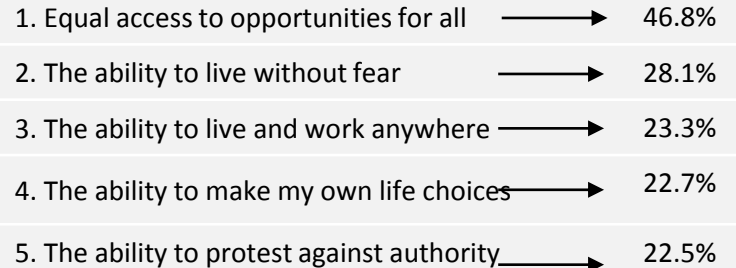 1. Equal access to opportunities for all 46.8%
2. The ability to live without fear 28.1%
3. The ability to live and work anywhere 23.3%
4. The ability to make my own life choices 22.7%
5. The ability to protest against authority 22.5%